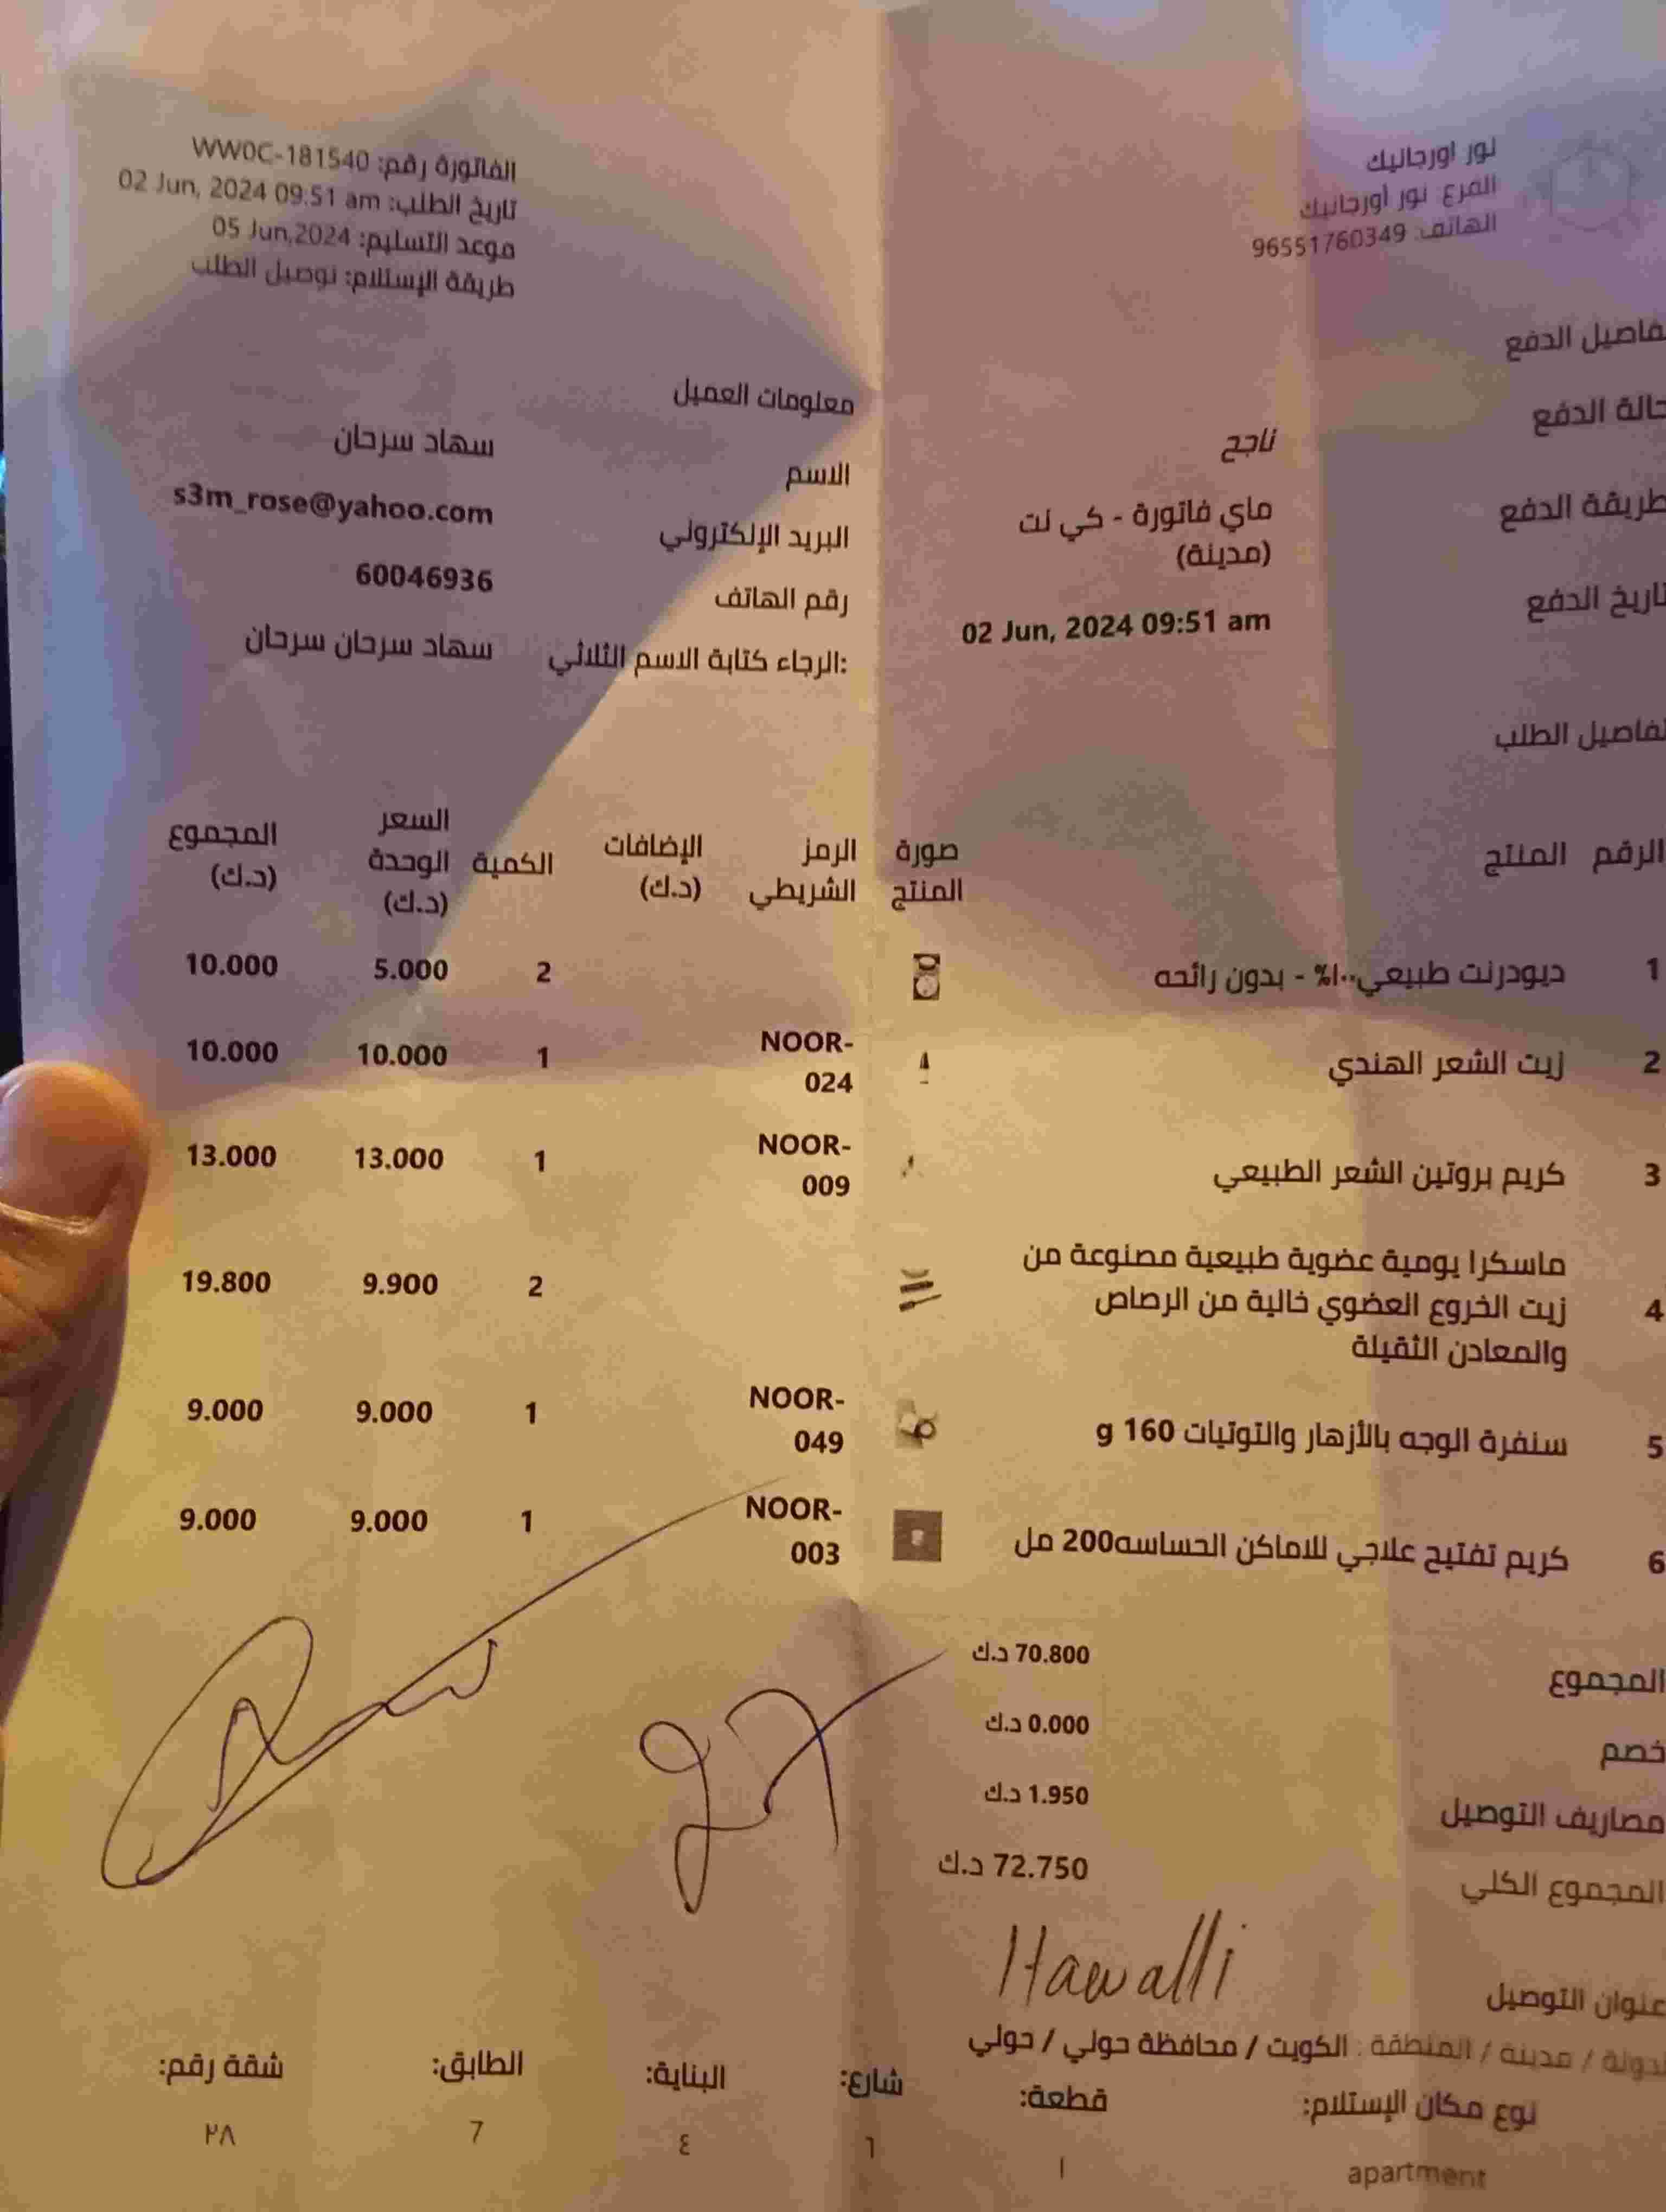 نور اورجانيك
الفرع: نور اورجانيك
الهاتف: 96551760349
الفاتورة رقم: WW0C-181540
تاريخ الطلب: 02 Jun, 2024 09:51 am
موعد التسليم: 05 Jun,2024
طريقة الإستلام: توصيل الطلب
تفاصيل الدفع
حالة الدفع ناجح
طريقة الدفع ماي فاتورة - كي نت
(مدينة)
تاريخ الدفع 02 Jun, 2024 09:51 am
معلومات العميل
الاسم سهاد سرحان
البريد الإلكتروني s3m_rose@yahoo.com
رقم الهاتف 60046936
الرجاء كتابة الاسم الثلاثي: سهاد سرحان سرحان
تفاصيل الطلب
الرقم المنتج صورة المنتج الرمز الشريطي الإضافات (د.ك) الكمية السعر الوحدة (د.ك) المجموع (د.ك)
1 ديودرنت طبيعي١٠٠% - بدون رائحه 2 5.000 10.000
2 زيت الشعر الهندي NOOR-024 1 10.000 10.000
3 كريم بروتين الشعر الطبيعي NOOR-009 1 13.000 13.000
4 ماسكرا يومية عضوية طبيعية مصنوعة من
زيت الخروع العضوي خالية من الرصاص
والمعادن الثقيلة 2 9.900 19.800
5 سنفرة الوجه بالأزهار والتوتيات 160 g NOOR-049 1 9.000 9.000
6 كريم تفتيح علاجي للاماكن الحساسه200 مل NOOR-003 1 9.000 9.000
المجموع 70.800 د.ك
خصم 0.000 د.ك
مصاريف التوصيل 1.950 د.ك
المجموع الكلي 72.750 د.ك
Hawalli
عنوان التوصيل
لدولة / مدينة / المنطقة : الكويت / محافظة حولي / حولي
نوع مكان الإستلام: قطعة: شارع: البناية: الطابق: شقة رقم:
apartment ١ ٦ ٤ 7 ٢٨